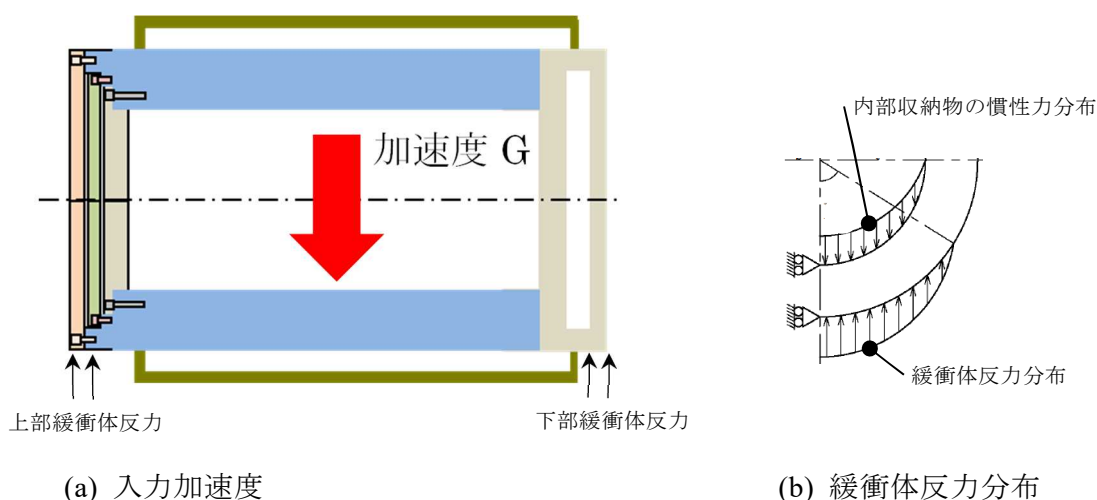 内部収納物の慣性力分布
加速度 G
緩衝体反力分布
上部緩衝体反力
下部緩衝体反力
(a) 入力加速度
(b) 緩衝体反力分布